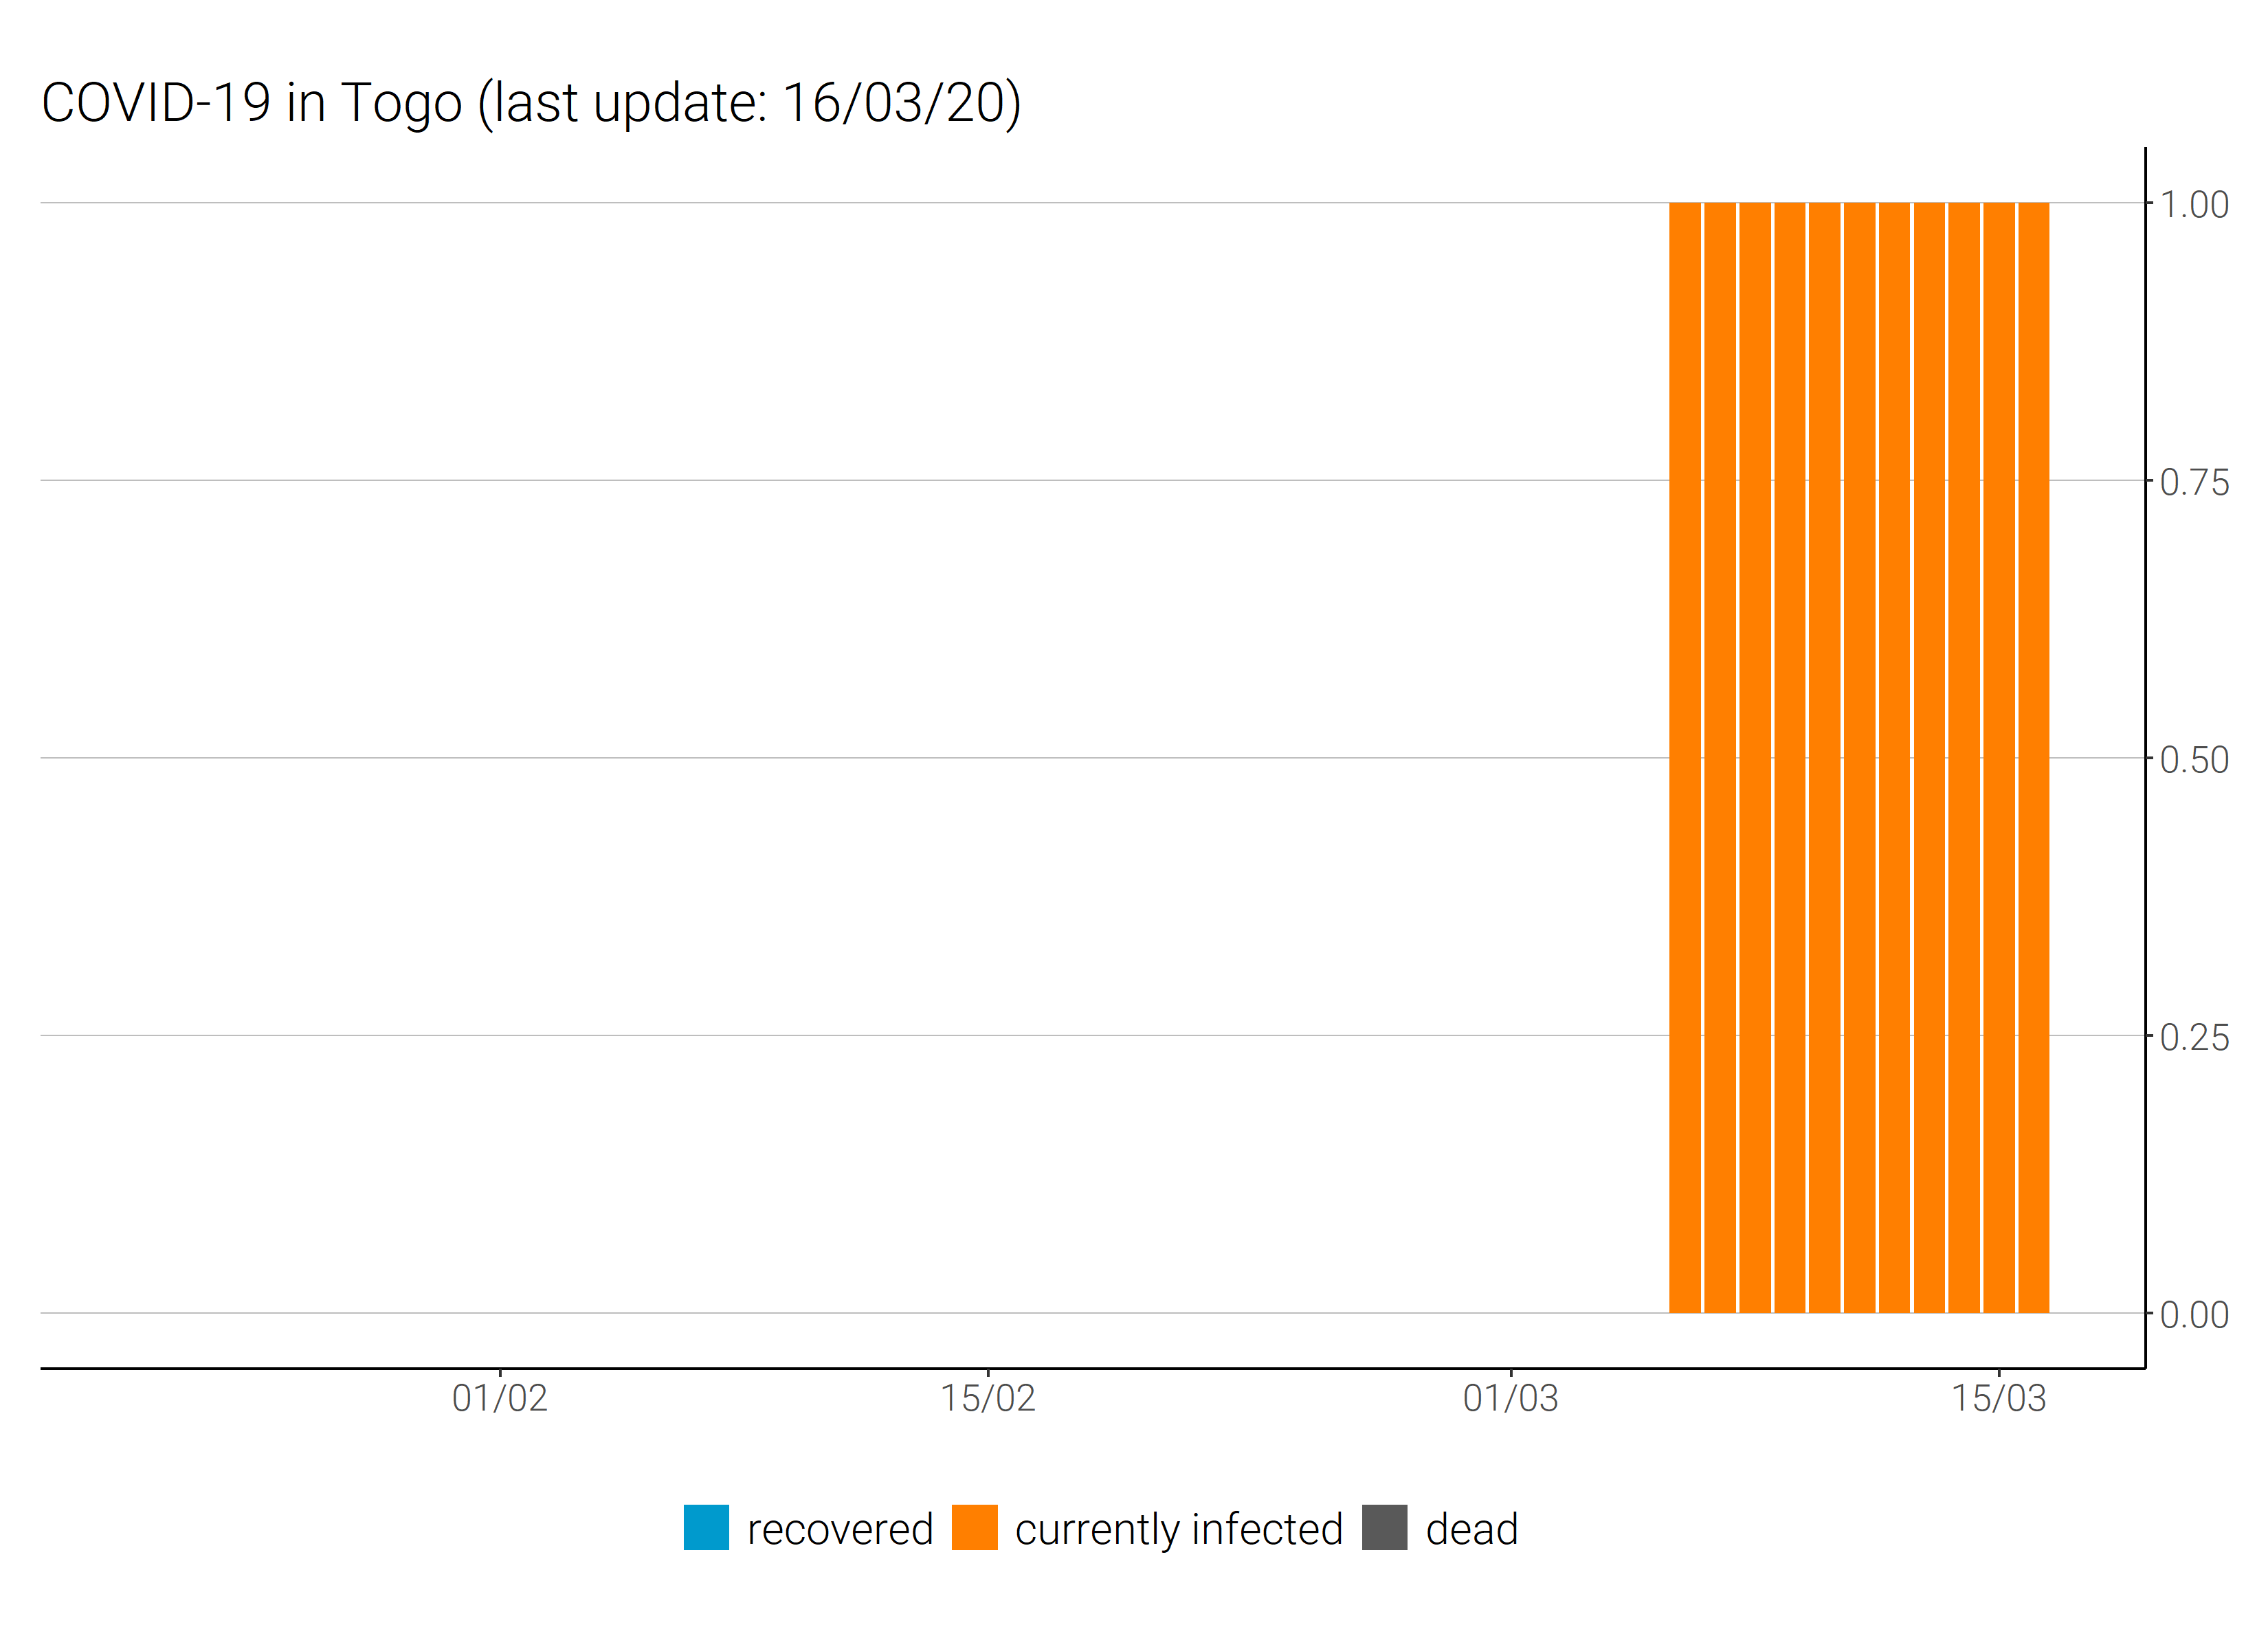 COVID-19 in Togo (last update: 16/03/20)
1.00
0.75
0.50
0.25
0.00
01/02 15/02 01/03 15/03
recovered currently infected dead